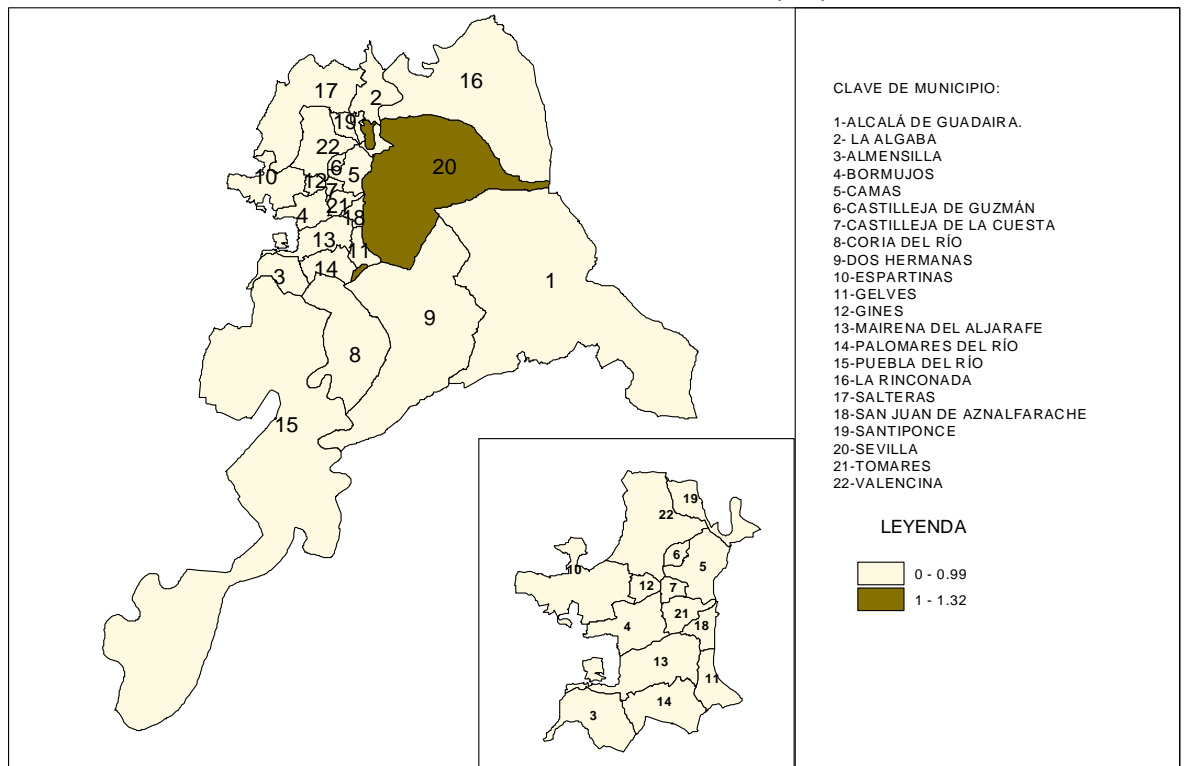 16
17
2
19
22
20
6
5
10
12
7
21
18
4
13
11
14
3
1
9
8
15
19
22
6
5
10
12
7
21
18
4
13
11
14
3
CLAVE DE MUNICIPIO:
1-ALCALÁ DE GUADAIRA.
2- LA ALGABA
3-ALMENSILLA
4-BORMUJOS
5-CAMAS
6-CASTILLEJA DE GUZMÁN
7-CASTILLEJA DE LA CUESTA
8-CORIA DEL RÍO
9-DOS HERMANAS
10-ESPARTINAS
11-GELVES
12-GINES
13-MAIRENA DEL ALJARAFE
14-PALOMARES DEL RÍO
15-PUEBLA DEL RÍO
16-LA RINCONADA
17-SALTERAS
18-SAN JUAN DE AZNALFARACHE
19-SANTIPONCE
20-SEVILLA
21-TOMARES
22-VALENCINA
LEYENDA
0 - 0.99
1 - 1.32